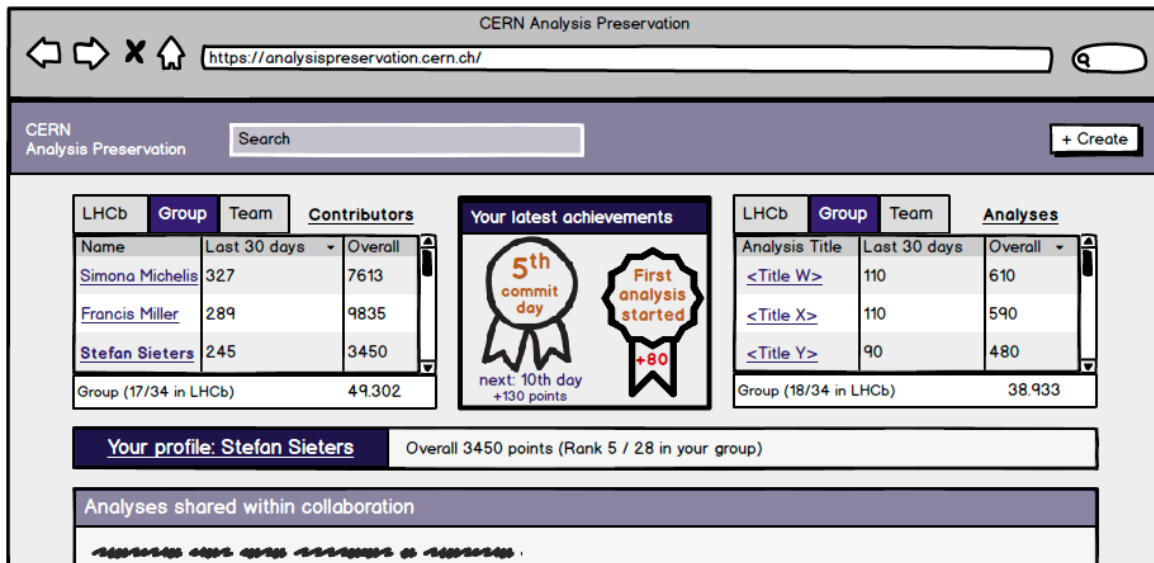 CERN Analysis Preservation
https://analysispreservation.cern.ch/
CERN
Analysis Preservation
Search
+ Create
LHCb Group Team Contributors
Name Last 30 days Overall
Simona Michelis 327 7613
Francis Miller 289 9835
Stefan Sieters 245 3450
Group (17/34 in LHCb) 49.302
Your latest achievements
5th
commit
day
next: 10th day
+130 points
First
analysis
started
+80
LHCb Group Team Analyses
Analysis Title Last 30 days Overall
<Title W> 110 610
<Title X> 110 590
<Title Y> 90 480
Group (18/34 in LHCb) 38.933
Your profile: Stefan Sieters Overall 3450 points (Rank 5 / 28 in your group)
Analyses shared within collaboration